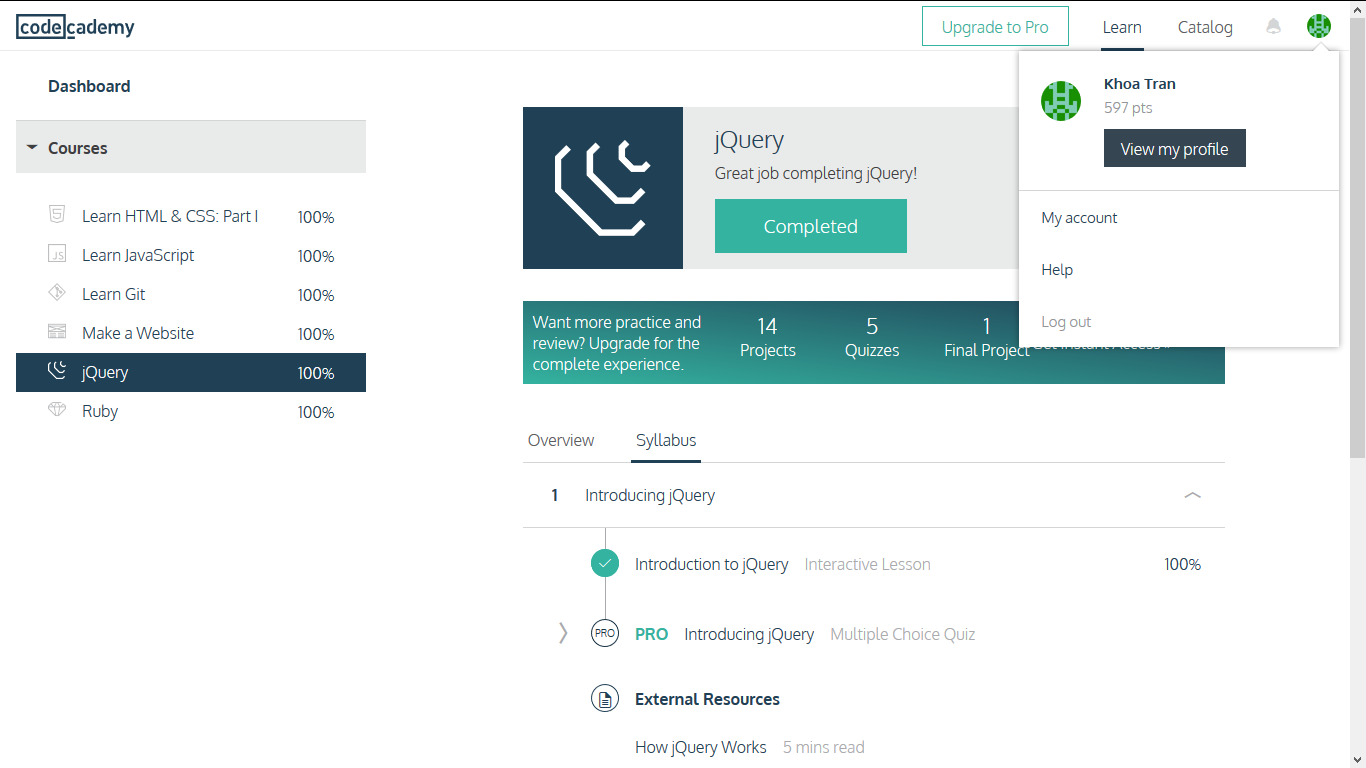 codecademy
Upgrade to Pro
Learn
Catalog
Khoa Tran
597 pts
View my profile
My account
Help
Log out
Dashboard
Courses
Learn HTML & CSS: Part I 100%
JS Learn JavaScript 100%
Learn Git 100%
Make a Website 100%
jQuery 100%
Ruby 100%
jQuery
Great job completing jQuery!
Completed
Want more practice and
review? Upgrade for the
complete experience.
14
Projects
5
Quizzes
1
Final Project
Get Instant Access
Overview
Syllabus
1 Introducing jQuery
Introduction to jQuery Interactive Lesson 100%
PRO PRO Introducing jQuery Multiple Choice Quiz
External Resources
How jQuery Works 5 mins read